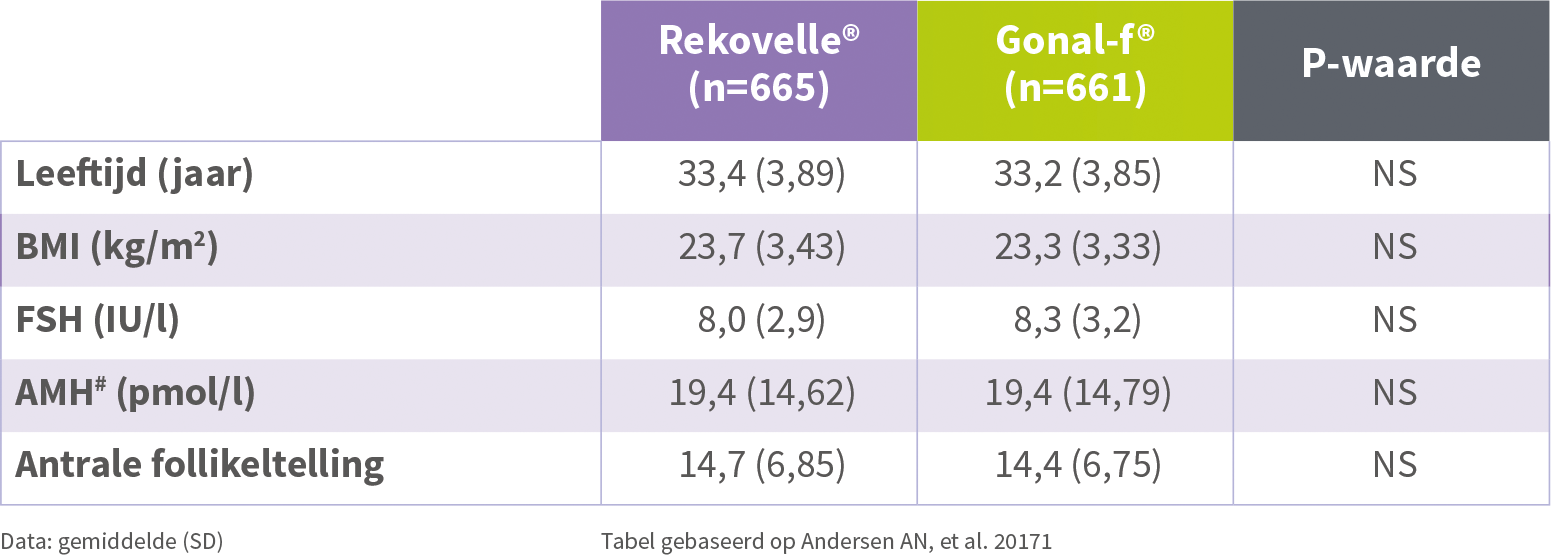 Rekovelle® (n=665) Gonal-f® (n=661) P-waarde
Leeftijd (jaar) 33,4 (3,89) 33,2 (3,85) NS
BMI (kg/m²) 23,7 (3,43) 23,3 (3,33) NS
FSH (IU/l) 8,0 (2,9) 8,3 (3,2) NS
AMH# (pmol/l) 19,4 (14,62) 19,4 (14,79) NS
Antrale follikeltelling 14,7 (6,85) 14,4 (6,75) NS
Data: gemiddelde (SD) Tabel gebaseerd op Andersen AN, et al. 20171